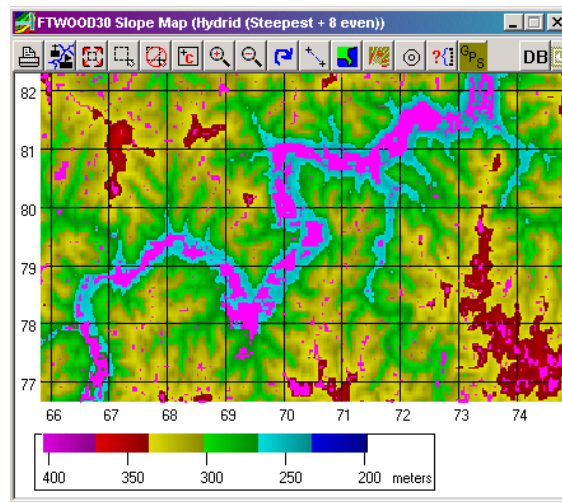 FTWOOD30 Slope Map (Hydrid (Steepest + 8 even))
C ?{} GPS DB
82
81
80
79
78
77
66 67 68 69 70 71 72 73 74
400 350 300 250 200 meters